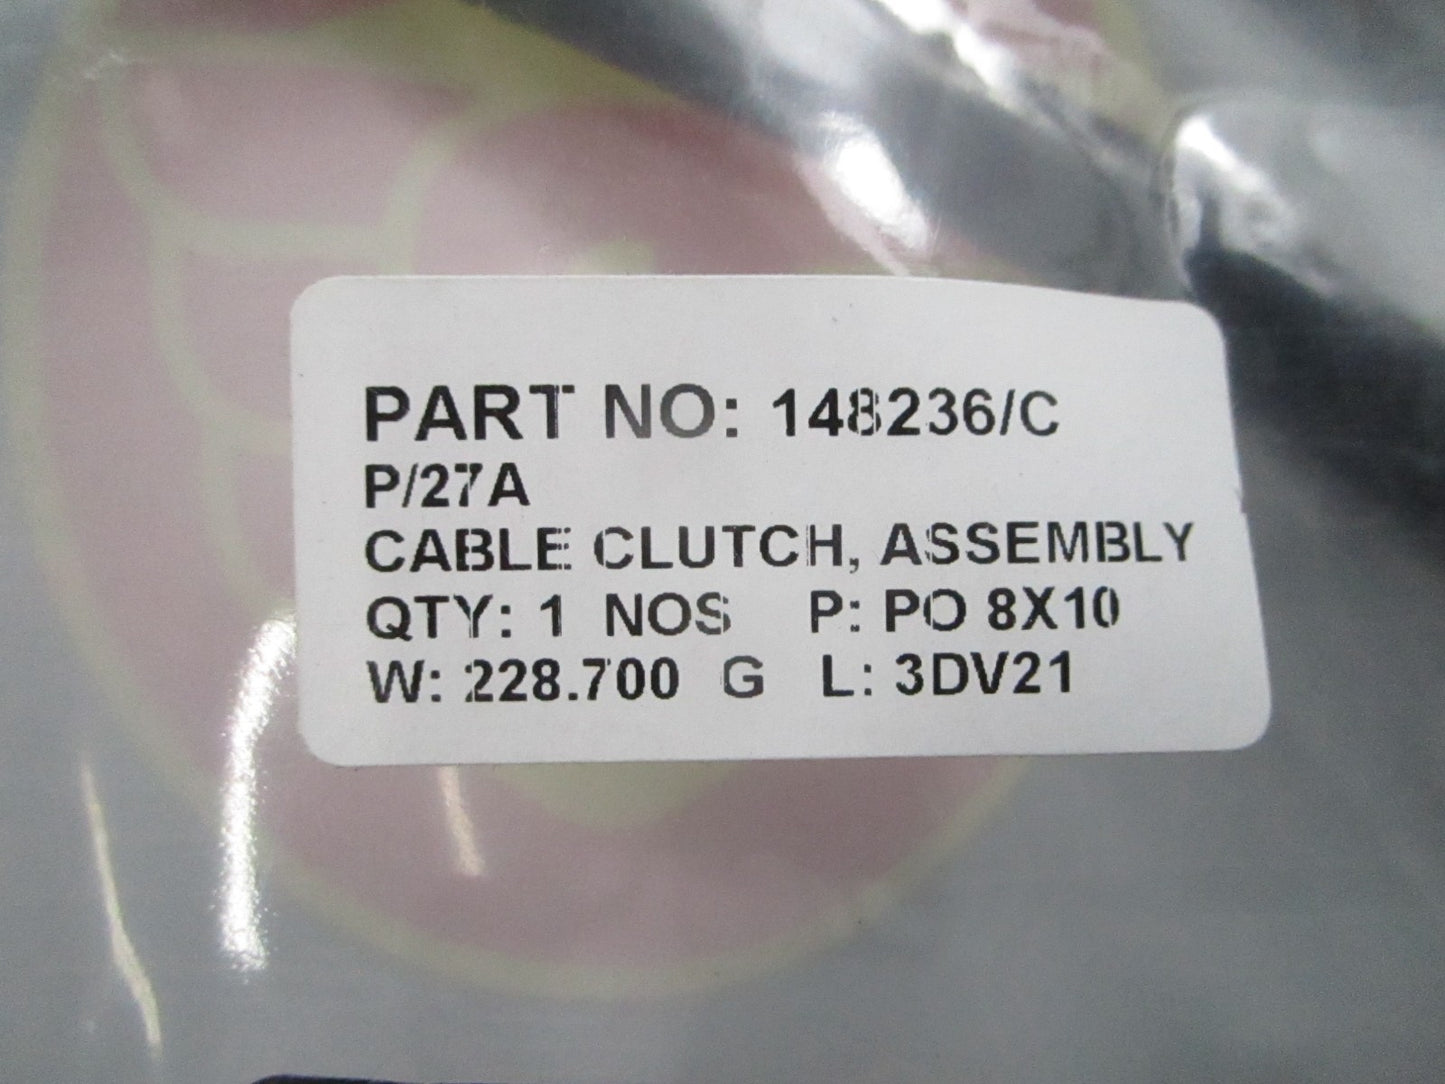 PART NO: 148236/C
P/27A
CABLE CLUTCH, ASSEMBLY
QTY: 1 NOS P: PO 8X10
W: 228.700 G L: 3DV21